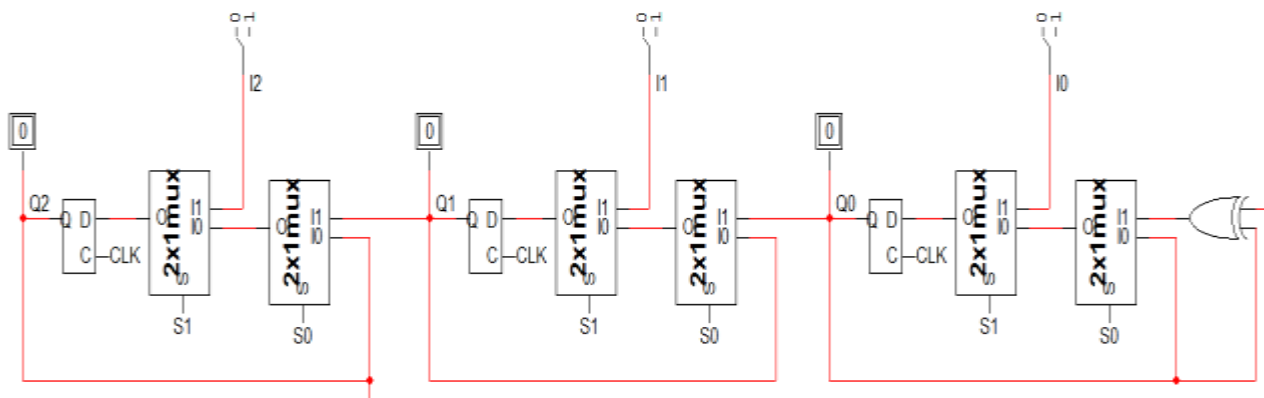 0 1 0 1 0 1
I2 I1 I0
0 0 0
Q2 Q D O I1 I0 2x1mux S O I1 I0 2x1mux S Q1 Q D O I1 I0 2x1mux S O I1 I0 2x1mux S Q0 Q D O I1 I0 2x1mux S O I1 I0 2x1mux S
C CLK C CLK C CLK
S1 S0 S1 S0 S1 S0